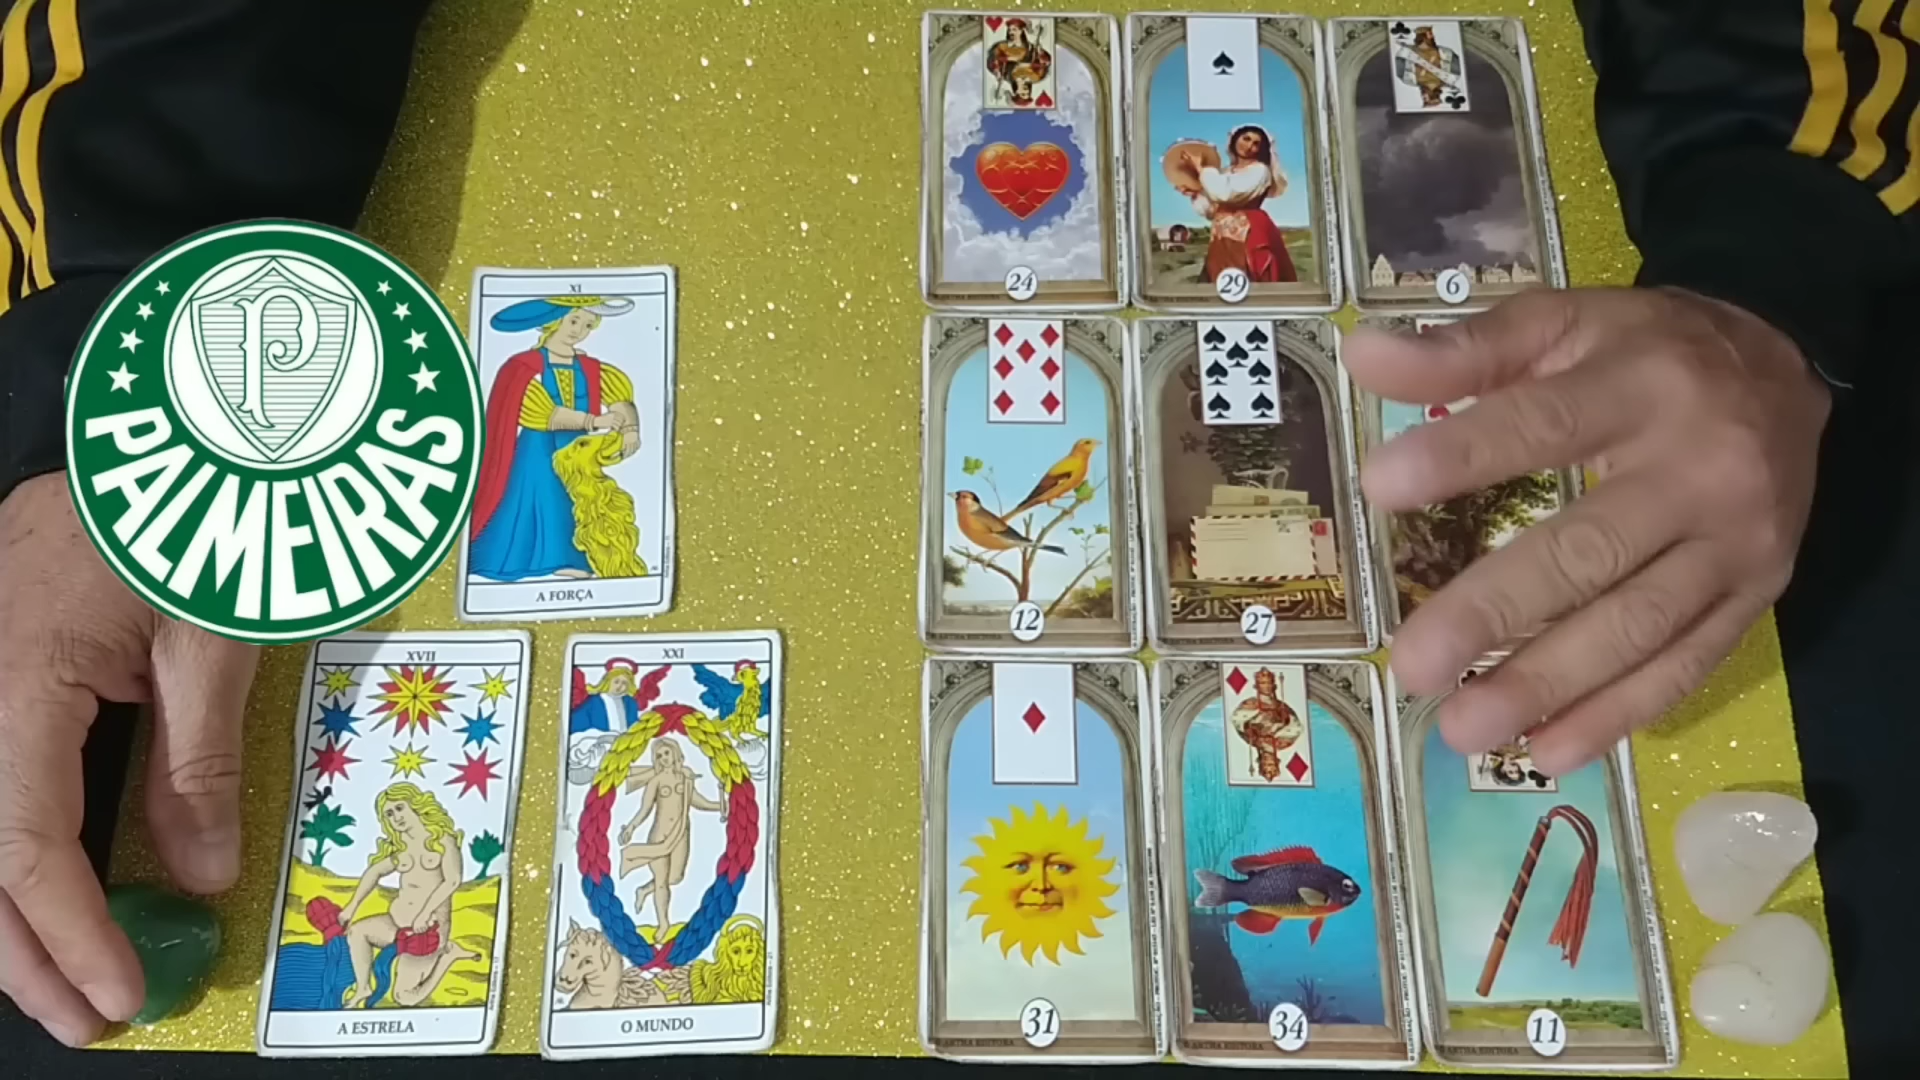 PALMEIRAS
P
XI
A FORÇA
XVII
A ESTRELA
XXI
O MUNDO
24
29
6
12
27
31
34
11